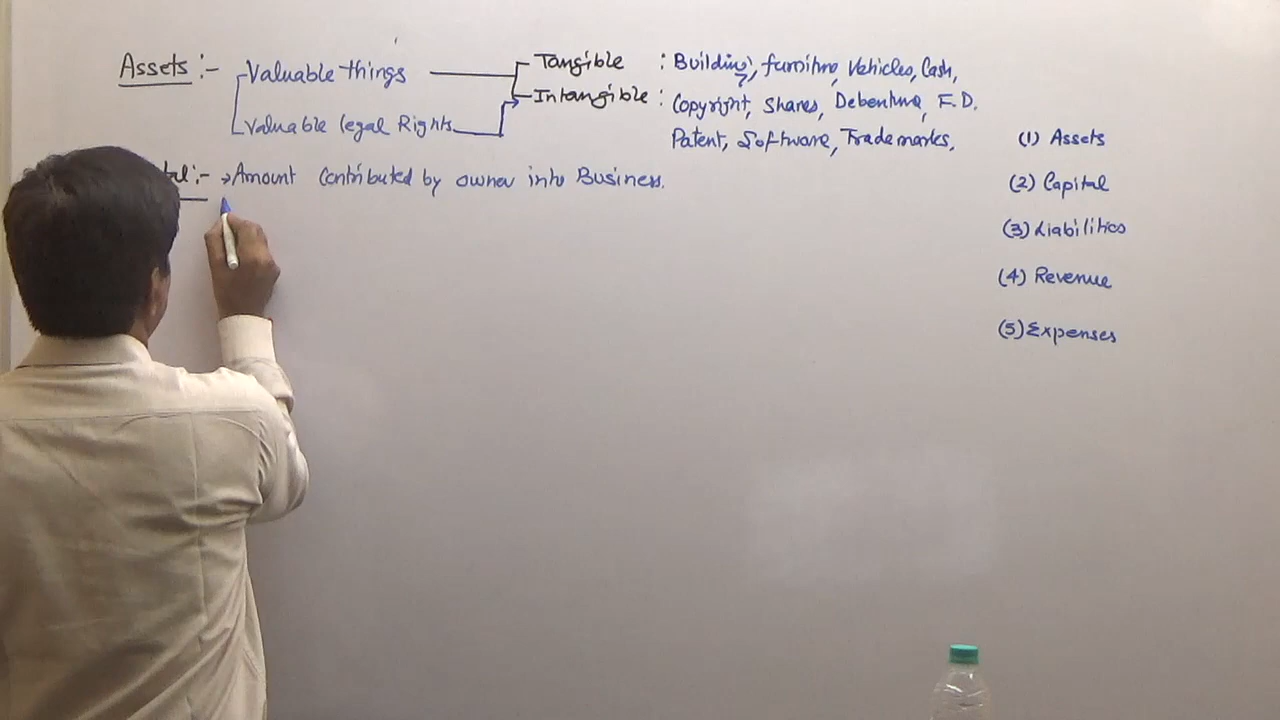 Assets :- Valuable things Tangible : Building, furniture, Vehicles, Cash,
Valuable legal Rights Intangible : Copyright, Shares, Debenture, F.D.
Patent, Software, Trademarks,
tal :- → Amount Contributed by owner into Business.
(1) Assets
(2) Capital
(3) Liabilities
(4) Revenue
(5) Expenses